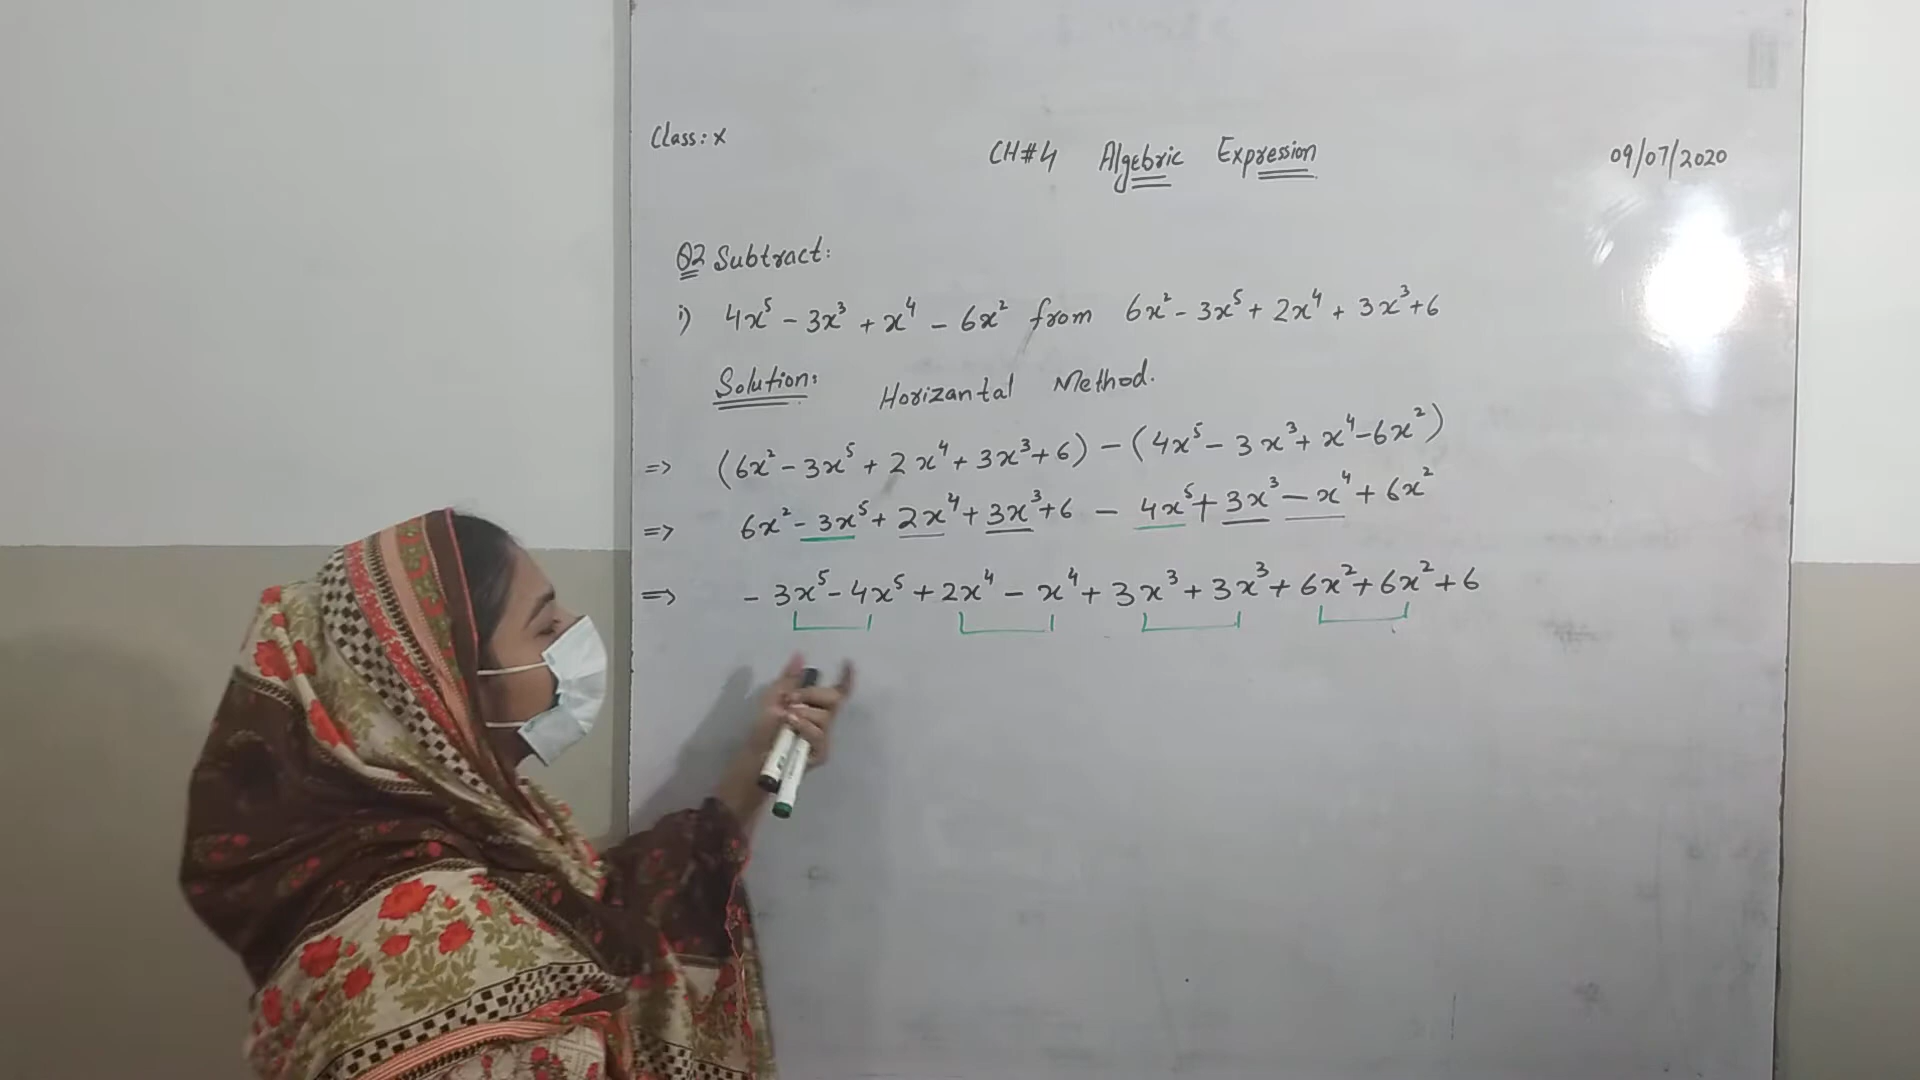 Class: X CH#4 Algebric Expression 09/07/2020
Q2 Subtract:
i) 4x⁵ - 3x³ + x⁴ - 6x² from 6x² - 3x⁵ + 2x⁴ + 3x³ + 6
Solution: Horizantal Method.
=> (6x² - 3x⁵ + 2x⁴ + 3x³ + 6) - (4x⁵ - 3x³ + x⁴ - 6x²)
=> 6x² - 3x⁵ + 2x⁴ + 3x³ + 6 - 4x⁵ + 3x³ - x⁴ + 6x²
=> - 3x⁵ - 4x⁵ + 2x⁴ - x⁴ + 3x³ + 3x³ + 6x² + 6x² + 6